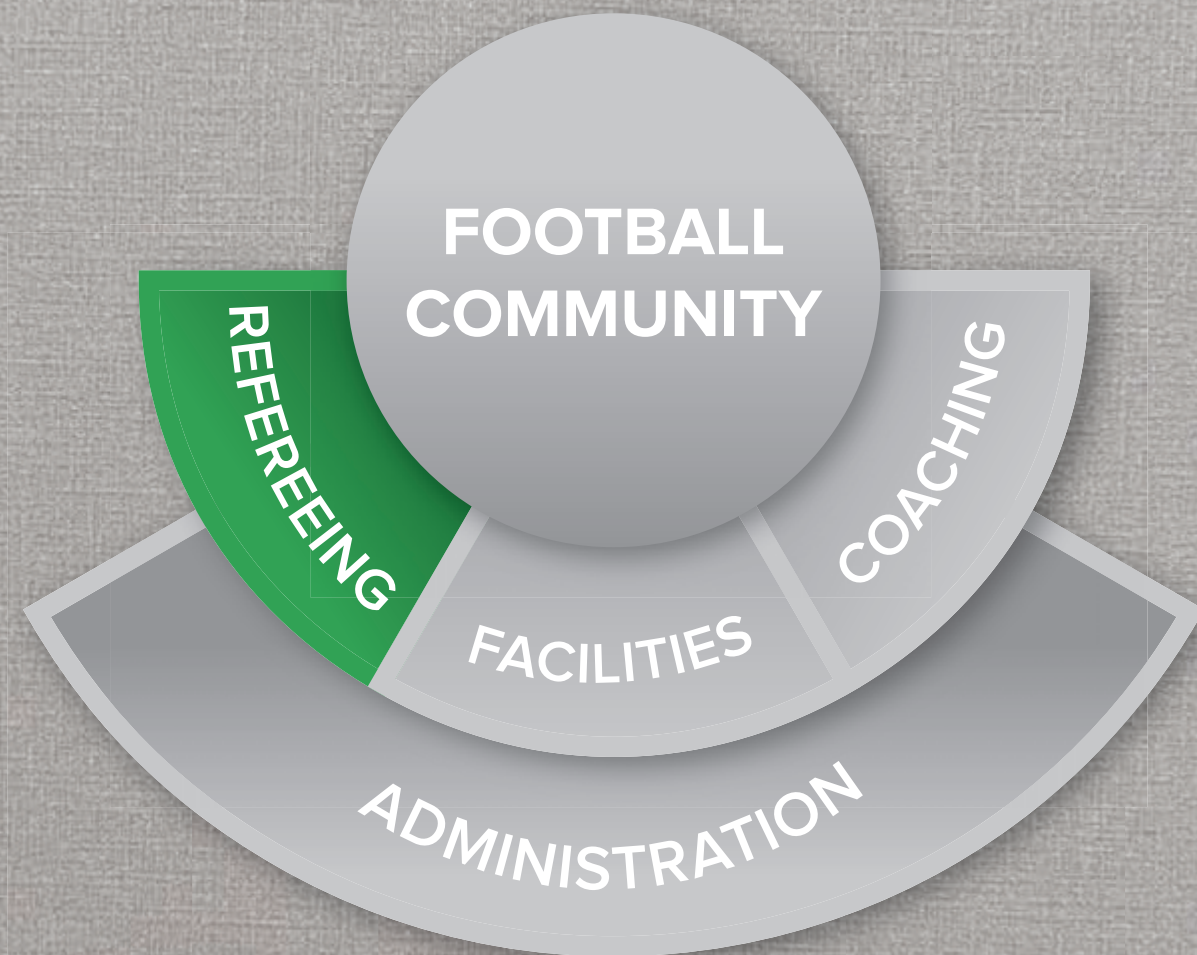 FOOTBALL
COMMUNITY
REFEREEING
FACILITIES
COACHING
ADMINISTRATION